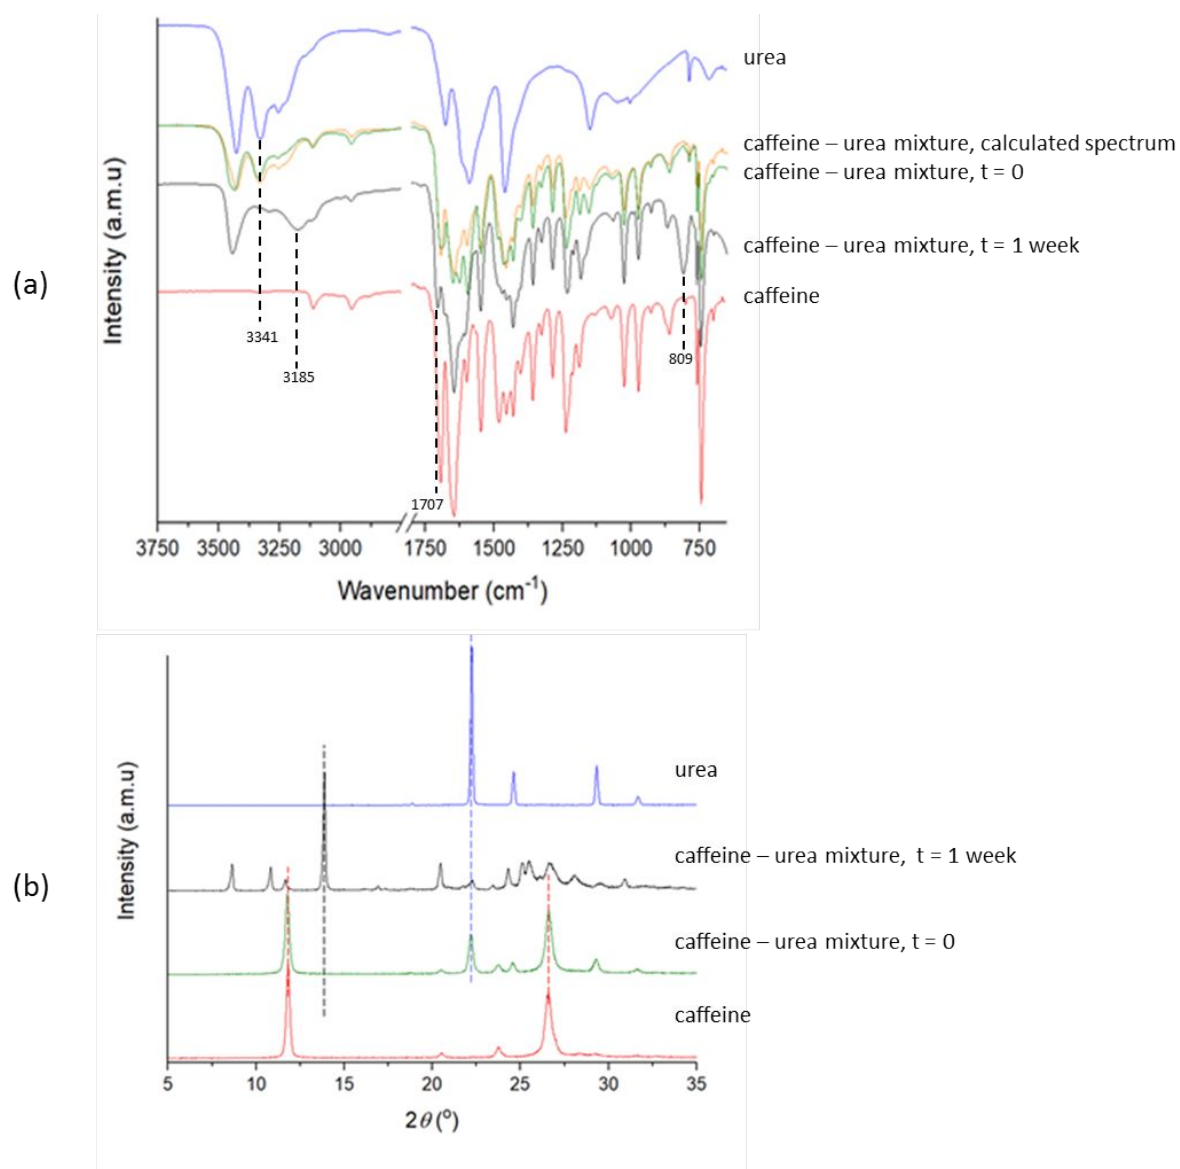 (a)
Intensity (a.m.u)
urea
caffeine – urea mixture, calculated spectrum
caffeine – urea mixture, t = 0
caffeine – urea mixture, t = 1 week
caffeine
3341
3185
809
1707
3750 3500 3250 3000 1750 1500 1250 1000 750
Wavenumber (cm⁻¹)
(b)
Intensity (a.m.u)
urea
caffeine – urea mixture, t = 1 week
caffeine – urea mixture, t = 0
caffeine
5 10 15 20 25 30 35
2θ (°)